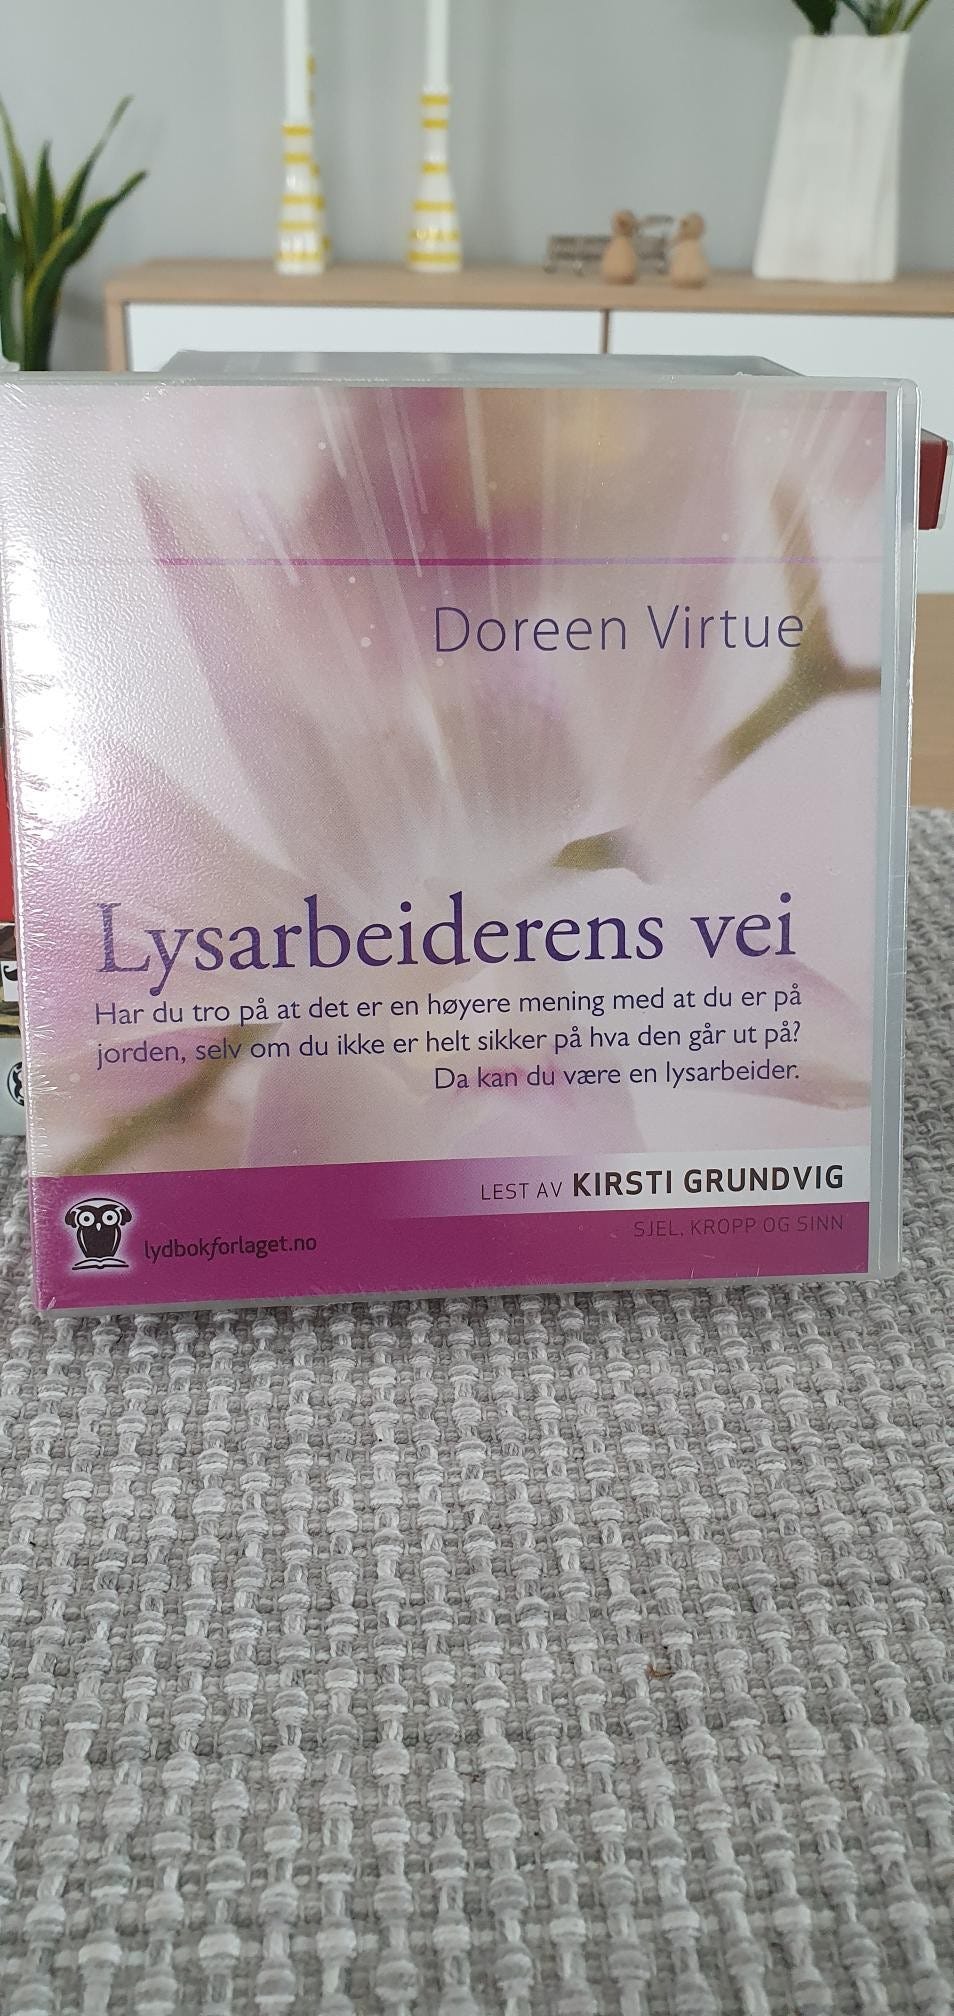 Doreen Virtue
Lysarbeiderens vei
Har du tro på at det er en høyere mening med at du er på
jorden, selv om du ikke er helt sikker på hva den går ut på?
Da kan du være en lysarbeider.
LEST AV KIRSTI GRUNDVIG
SJEL, KROPP OG SINN
lydbokforlaget.no